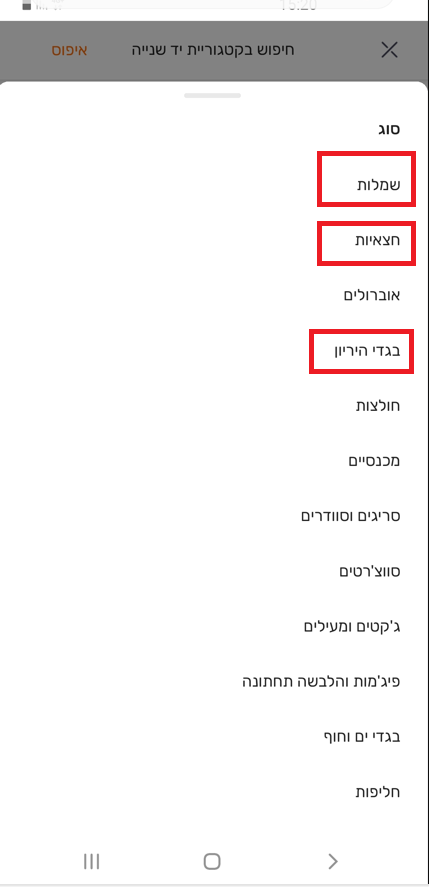 חיפוש בקטגוריית יד שנייה איפוס
סוג
שמלות
חצאיות
אוברולים
בגדי היריון
חולצות
מכנסיים
סריגים וסוודרים
סווצ'רטים
ג'קטים ומעילים
פיג'מות והלבשה תחתונה
בגדי ים וחוף
חליפות